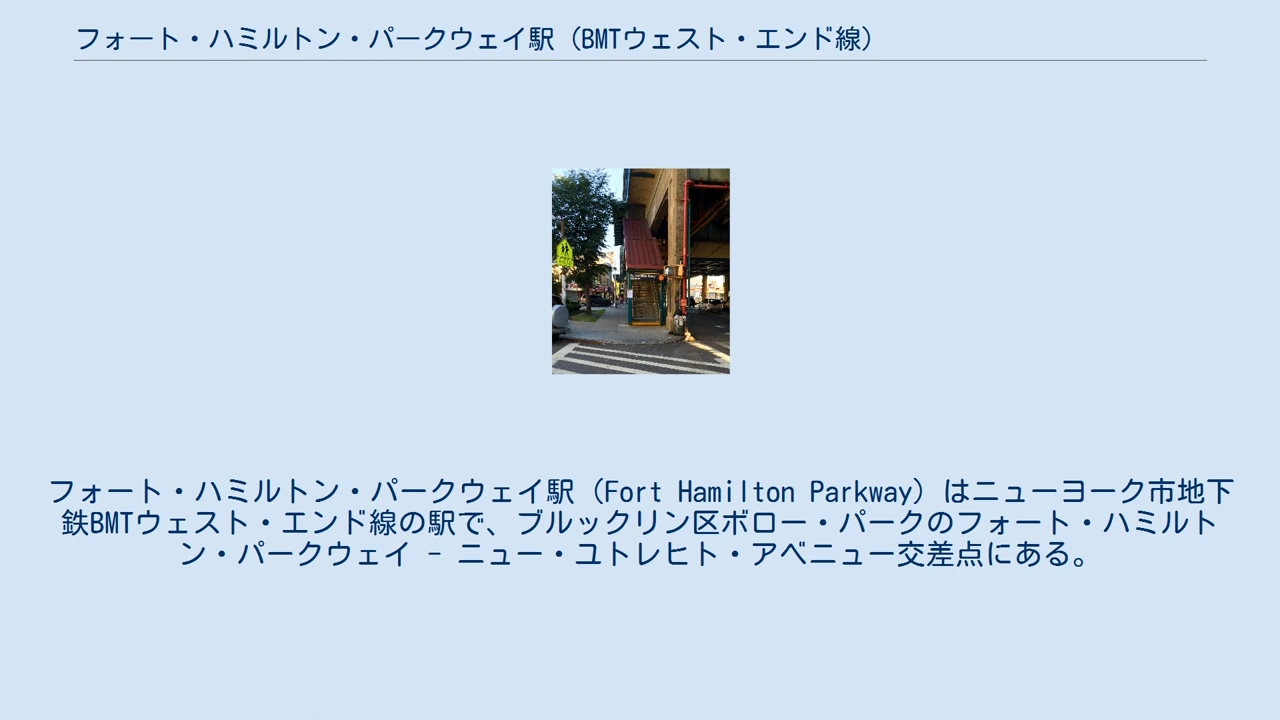 フォート・ハミルトン・パークウェイ駅（BMTウェスト・エンド線）
フォート・ハミルトン・パークウェイ駅（Fort Hamilton Parkway）はニューヨーク市地下
鉄BMTウェスト・エンド線の駅で、ブルックリン区ボロー・パークのフォート・ハミルト
ン・パークウェイ - ニュー・ユトレヒト・アベニュー交差点にある。